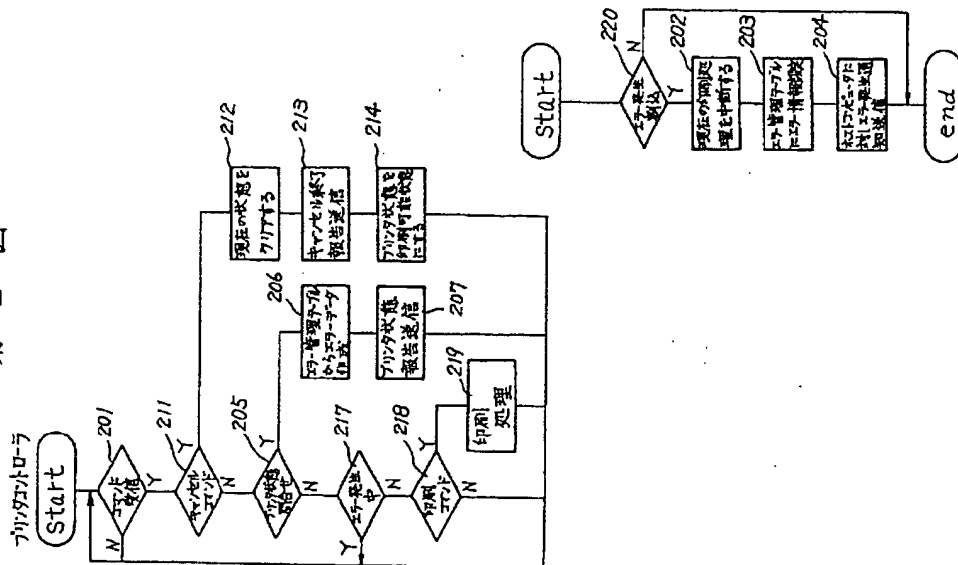 プリンタコントローラ
start
201
コマンド
受信
N
Y
211
キャンセル
コマンド
Y
N
205
プリンタ状態
問合せ
Y
N
217
エラー発生
中
Y
N
218
印刷
コマンド
Y
N
219
印刷
処理
206
エラー管理テーブル
からエラーデータ
作成
207
プリンタ状態
報告送信
212
現在の状態を
クリアする
213
キャンセル終了
報告送信
214
プリンタ状態を
印刷可能状態
にする
start
220
エラー発生
割込
N
Y
202
現在の印刷処
理を中断する
203
エラー管理テーブル
にエラー情報設定
204
ホストコンピュータに
対しエラー発生通
知送信
end